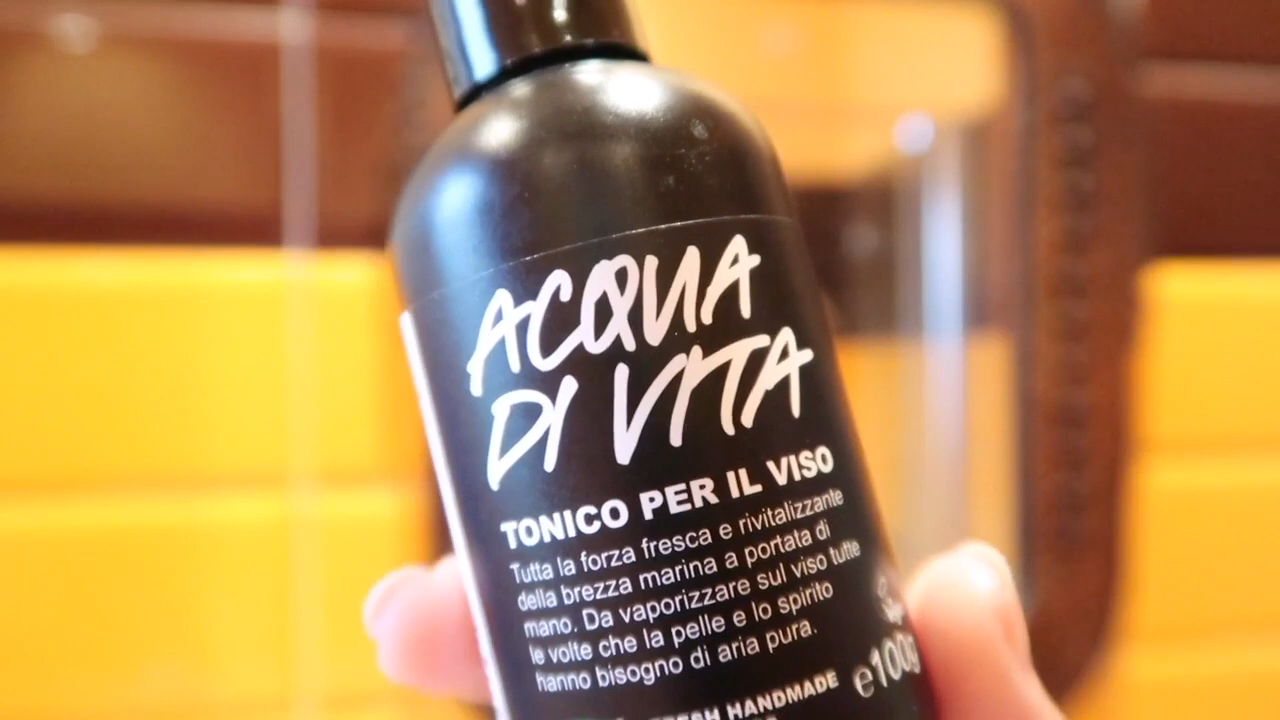 ACQUA
DI VITA
TONICO PER IL VISO
Tutta la forza fresca e rivitalizzante
della brezza marina a portata di
mano. Da vaporizzare sul viso tutte
le volte che la pelle e lo spirito
hanno bisogno di aria pura.
FRESH HANDMADE
℮100g